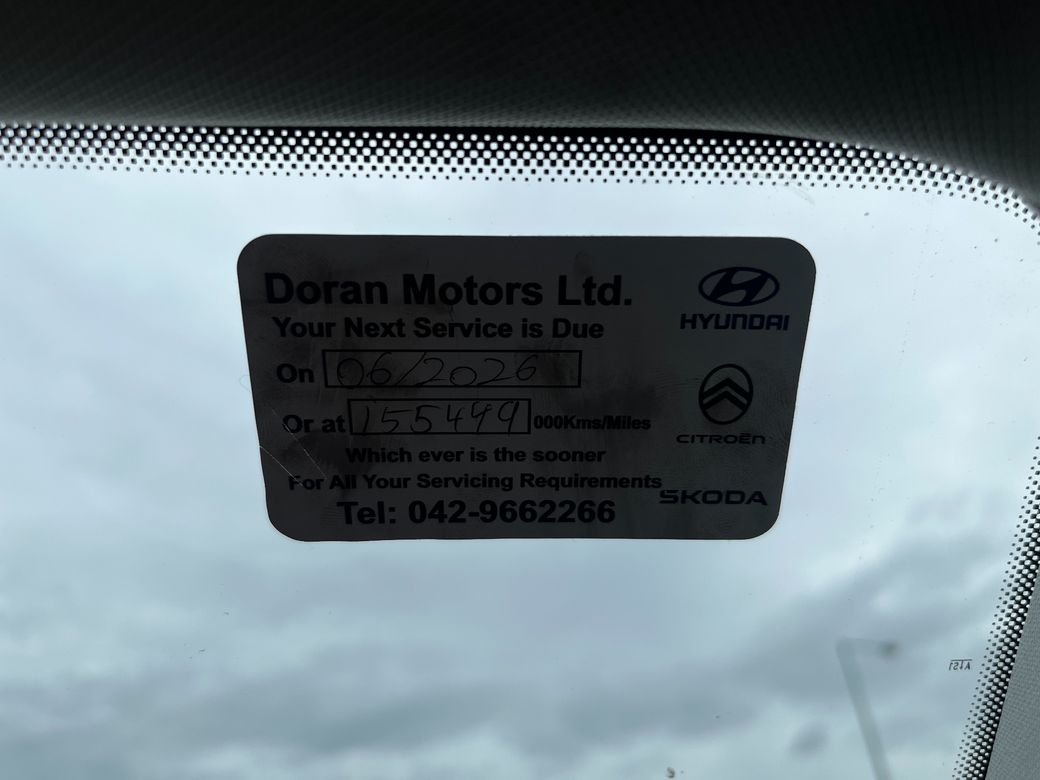 Doran Motors Ltd.
Your Next Service is Due
On 06/2026
Or at 155499 000Kms/Miles
Which ever is the sooner
For All Your Servicing Requirements
Tel: 042-9662266
HYUNDAI
CITROËN
ŠKODA